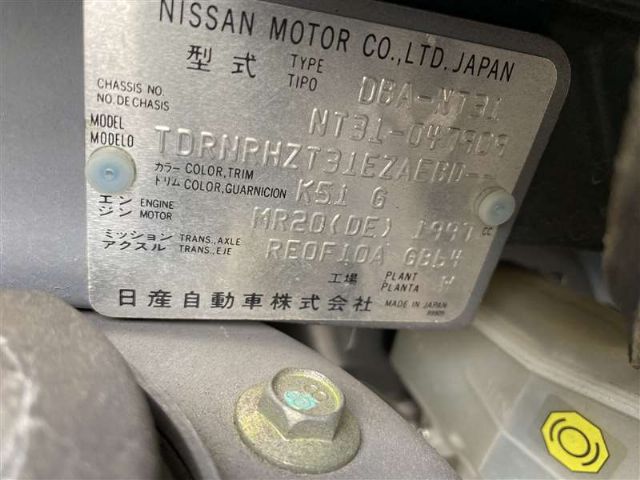 NISSAN MOTOR CO.,LTD. JAPAN
型式 TYPE TIPO DBA-NT31
CHASSIS NO. NO. DE CHASIS NT31-047909
MODEL MODELO TDRNRHZT31EZAEBD--
カラー COLOR, TRIM
トリム COLOR, GUARNICION K51 G
エンジン ENGINE MOTOR MR20(DE) 1997 cc
ミッション TRANS., AXLE
アクスル TRANS., EJE RE0F10A GB64
工場 PLANT PLANTA W
日産自動車株式会社 MADE IN JAPAN